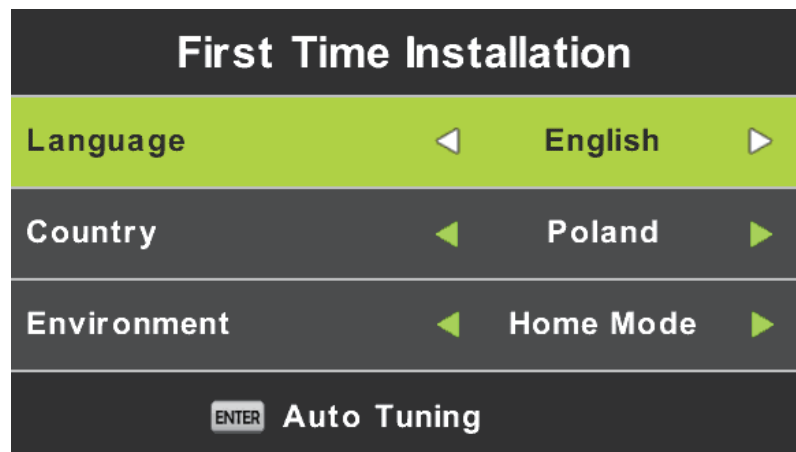 First Time Installation
Language English
Country Poland
Environment Home Mode
ENTER Auto Tuning